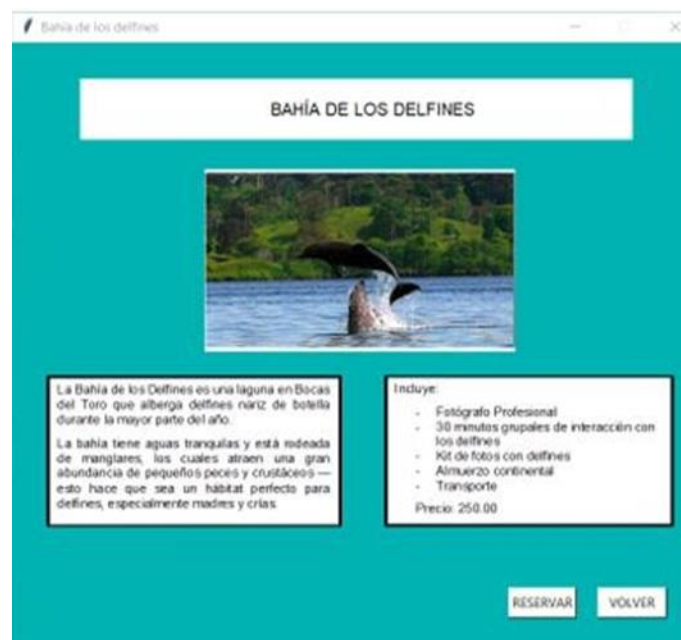 Bahía de los delfines
BAHÍA DE LOS DELFINES
La Bahía de los Delfines es una laguna en Bocas
del Toro que alberga delfines nariz de botella
durante la mayor parte del año.
La bahía tiene aguas tranquilas y está rodeada
de manglares, los cuales atraen una gran
abundancia de pequeños peces y crustáceos —
esto hace que sea un hábitat perfecto para
delfines, especialmente madres y crías.
Incluye:
- Fotógrafo Profesional
- 30 minutos grupales de interacción con
los delfines
- Kit de fotos con delfines
- Almuerzo continental
- Transporte
Precio: 250.00
RESERVAR
VOLVER